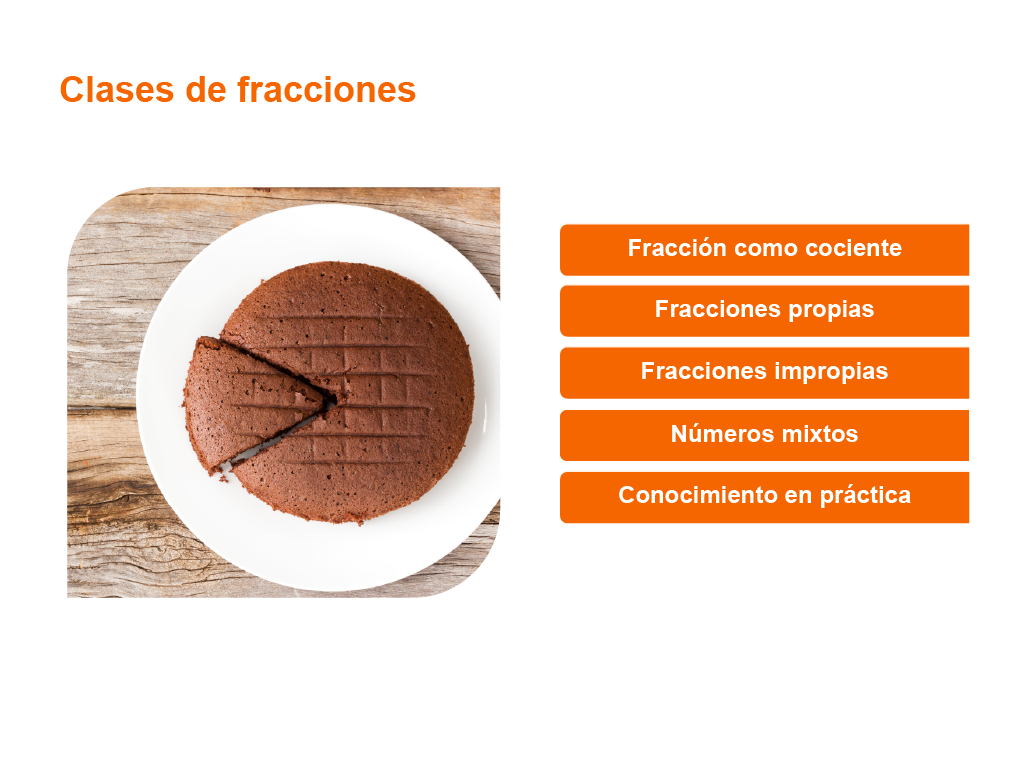 Clases de fracciones
Fracción como cociente
Fracciones propias
Fracciones impropias
Números mixtos
Conocimiento en práctica